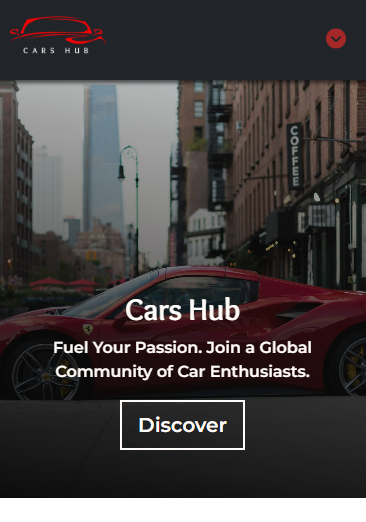 CARS HUB
COFFEE
Cars Hub
Fuel Your Passion. Join a Global
Community of Car Enthusiasts.
Discover